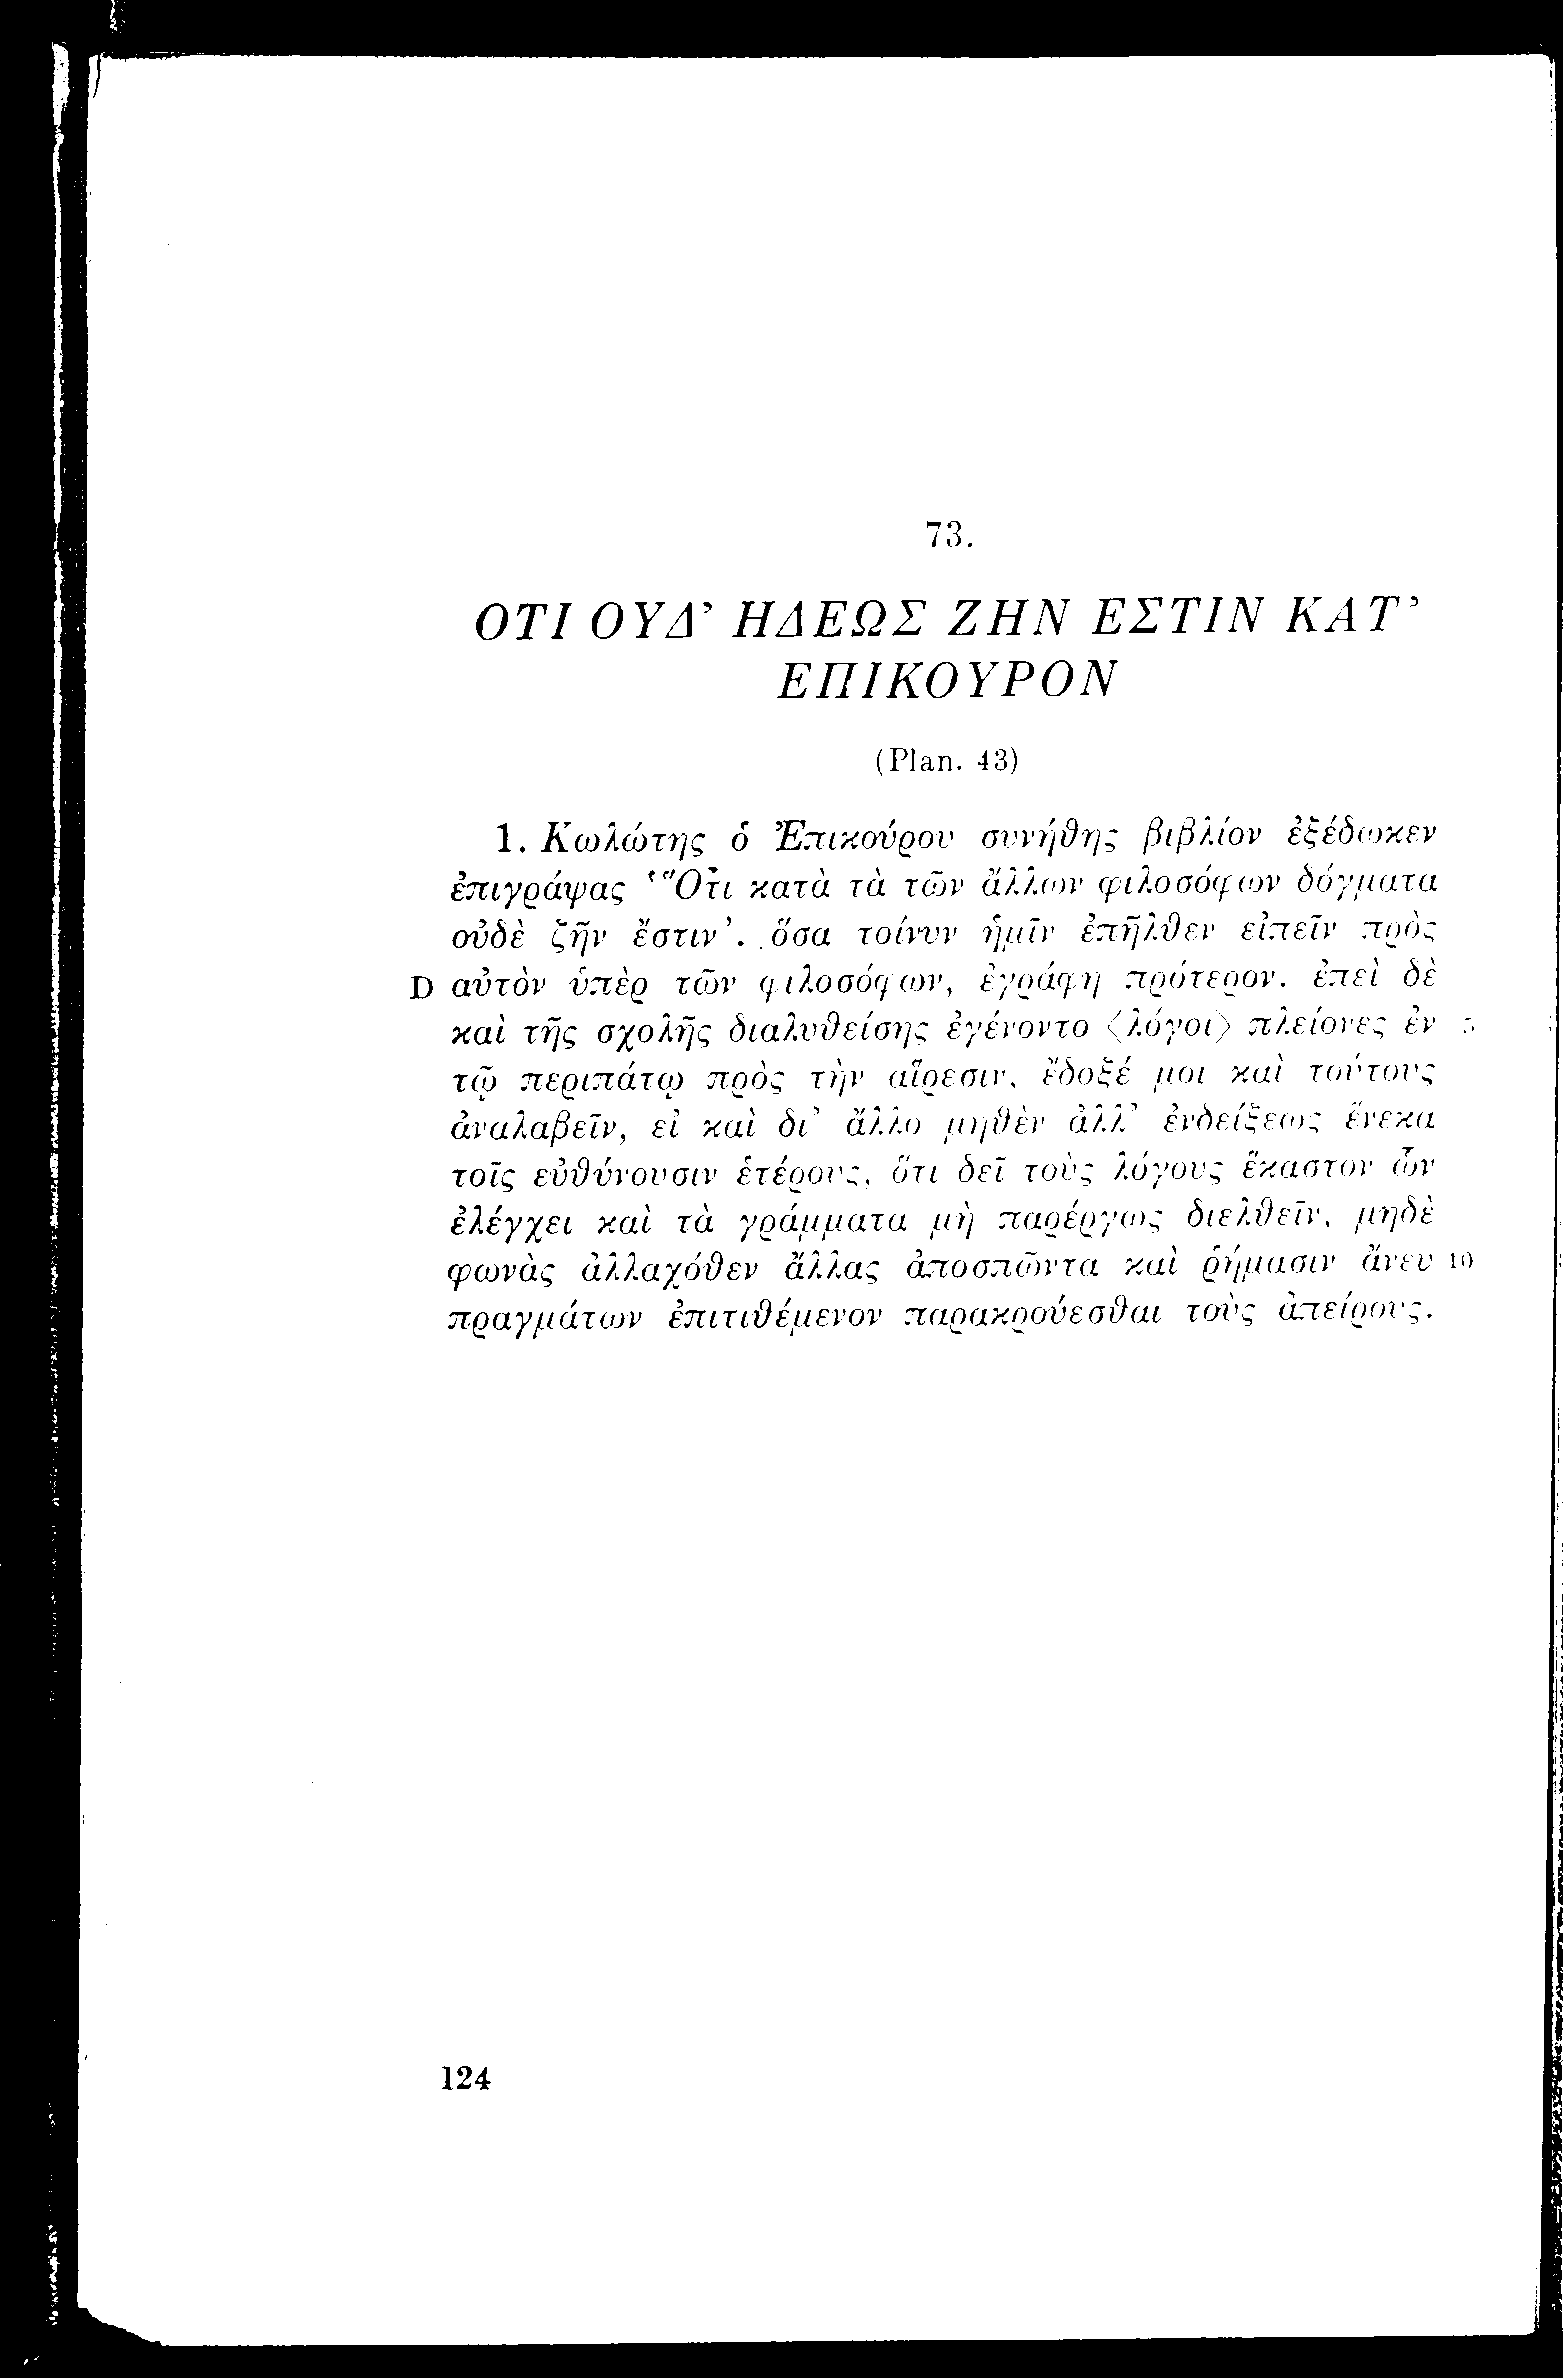 73.
ΟΤΙ ΟΥΔ’ ΗΔΕΩΣ ΖΗΝ ΕΣΤΙΝ ΚΑΤ’
ΕΠΙΚΟΥΡΟΝ
(Plan. 43)
1. Κωλώτης ὁ Ἐπικούρου συνήθης βιβλίον ἐξέδωκεν
ἐπιγράψας ‘Ὅτι κατὰ τὰ τῶν ἄλλων φιλοσόφων δόγματα
οὐδὲ ζῆν ἔστιν’. ὅσα τοίνυν ἡμῖν ἐπῆλθεν εἰπεῖν πρὸς
D αὐτὸν ὑπὲρ τῶν φιλοσόφων, ἐγράφη πρότερον. ἐπεὶ δὲ
καὶ τῆς σχολῆς διαλυθείσης ἐγένοντο 〈λόγοι〉 πλείονες ἐν 5
τῷ περιπάτῳ πρὸς τὴν αἵρεσιν, ἔδοξέ μοι καὶ τούτους
ἀναλαβεῖν, εἰ καὶ δι’ ἄλλο μηθὲν ἀλλ’ ἐνδείξεως ἕνεκα
τοῖς εὐθύνουσιν ἑτέρους, ὅτι δεῖ τοὺς λόγους ἕκαστον ὧν
ἐλέγχει καὶ τὰ γράμματα μὴ παρέργως διελθεῖν, μηδὲ
φωνὰς ἀλλαχόθεν ἄλλας ἀποσπῶντα καὶ ῥήμασιν ἄνευ 10
πραγμάτων ἐπιτιθέμενον παρακρούεσθαι τοὺς ἀπείρους.
124